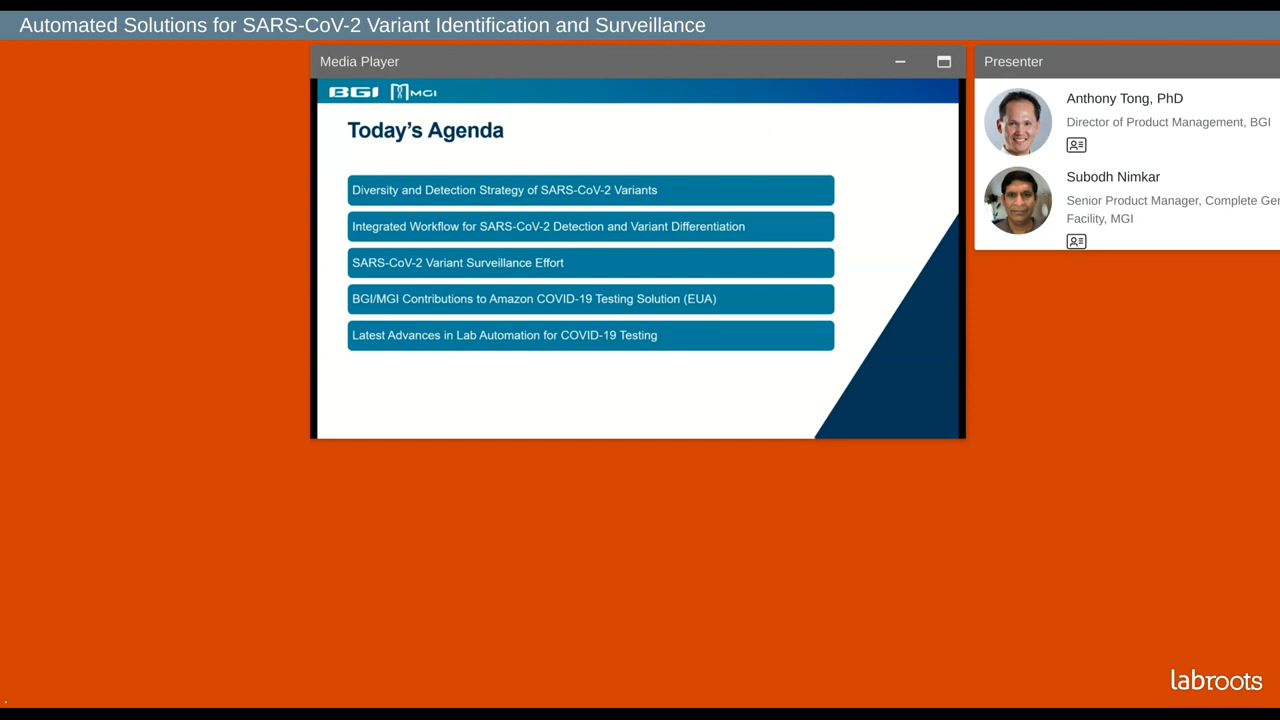 Automated Solutions for SARS-CoV-2 Variant Identification and Surveillance
Media Player
BGI MGI
Today's Agenda
Diversity and Detection Strategy of SARS-CoV-2 Variants
Integrated Workflow for SARS-CoV-2 Detection and Variant Differentiation
SARS-CoV-2 Variant Surveillance Effort
BGI/MGI Contributions to Amazon COVID-19 Testing Solution (EUA)
Latest Advances in Lab Automation for COVID-19 Testing
Presenter
Anthony Tong, PhD
Director of Product Management, BGI
Subodh Nimkar
Senior Product Manager, Complete Gen
Facility, MGI
labroots